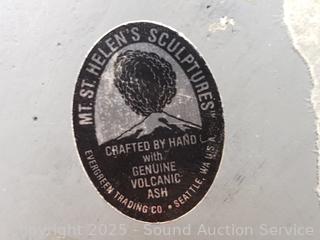 MT. ST. HELEN'S SCULPTURES
CRAFTED BY HAND
with
GENUINE
VOLCANIC
ASH
EVERGREEN TRADING CO. • SEATTLE, WA U.S.A.
Copyright 2025 - Sound Auction Service